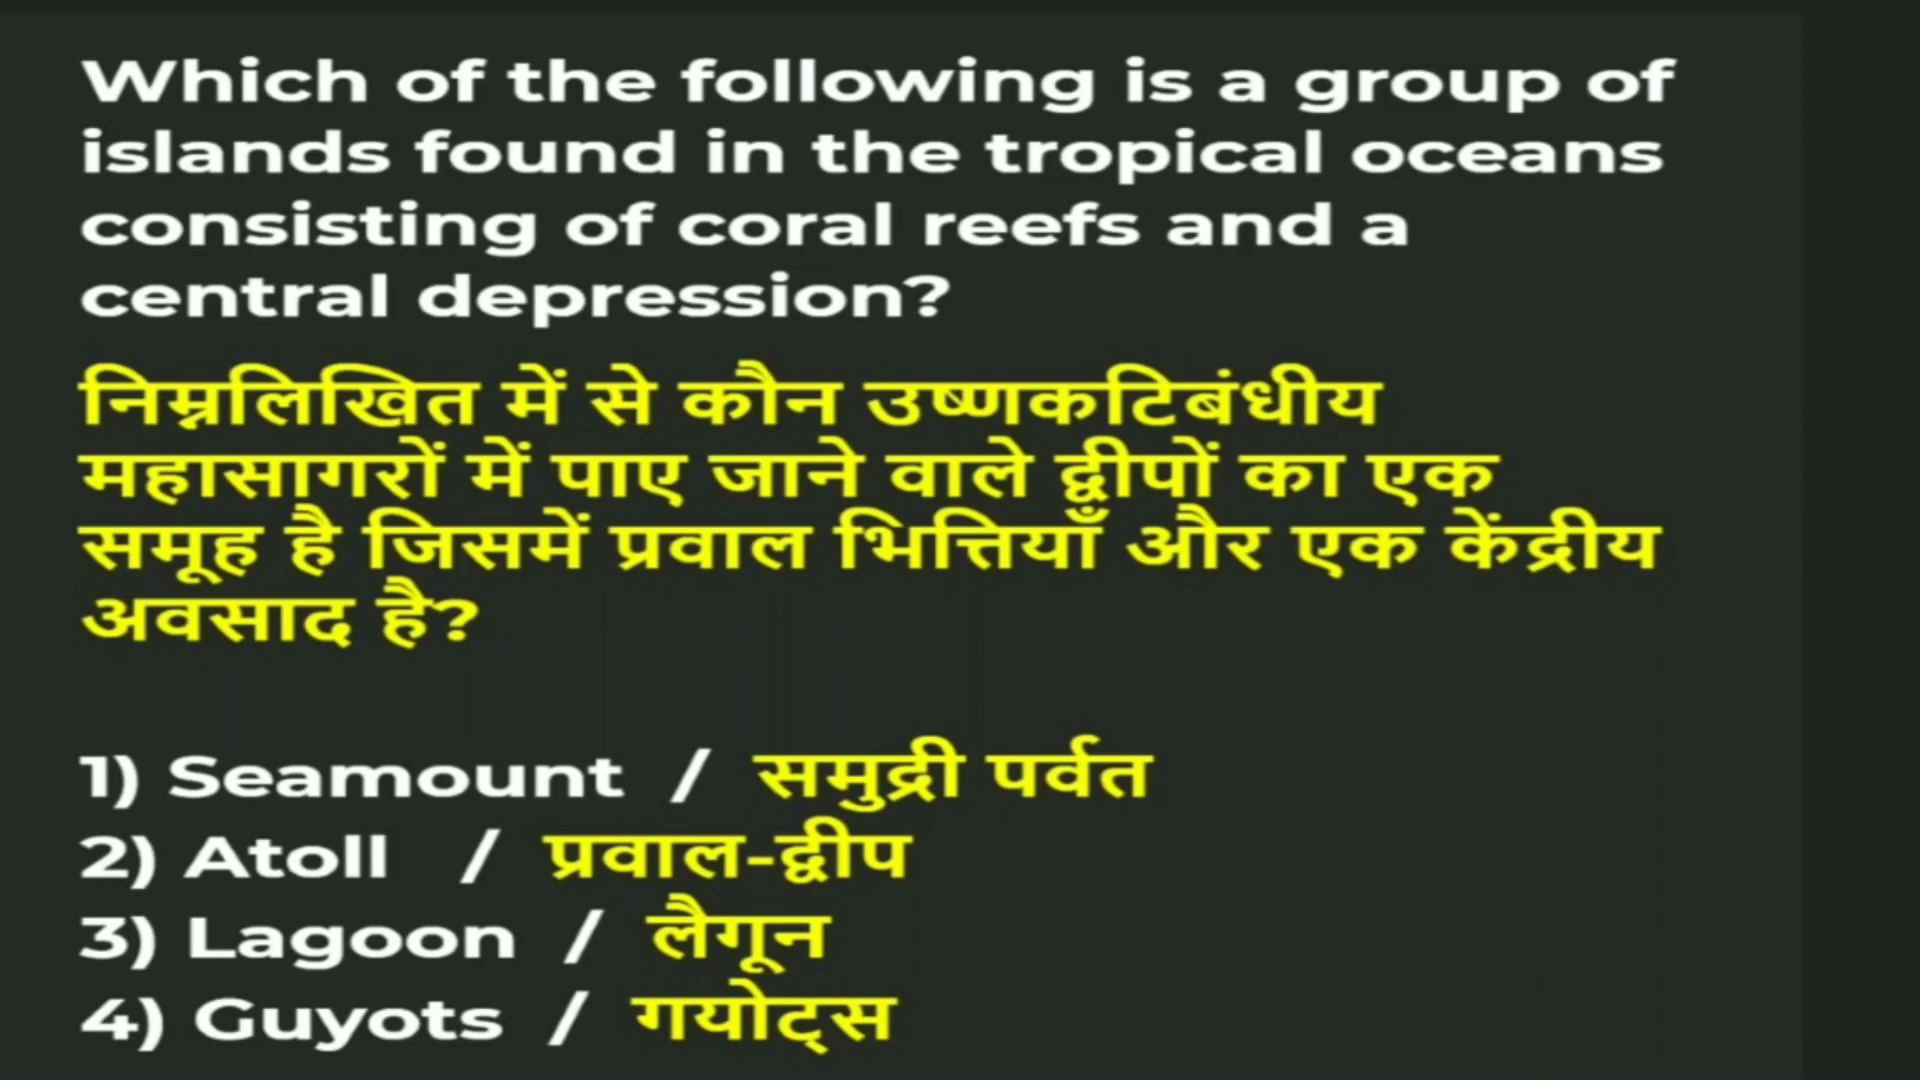 Which of the following is a group of
islands found in the tropical oceans
consisting of coral reefs and a
central depression?
निम्नलिखित में से कौन उष्णकटिबंधीय
महासागरों में पाए जाने वाले द्वीपों का एक
समूह है जिसमें प्रवाल भित्तियाँ और एक केंद्रीय
अवसाद है?
1) Seamount / समुद्री पर्वत
2) Atoll / प्रवाल-द्वीप
3) Lagoon / लैगून
4) Guyots / गयोट्स